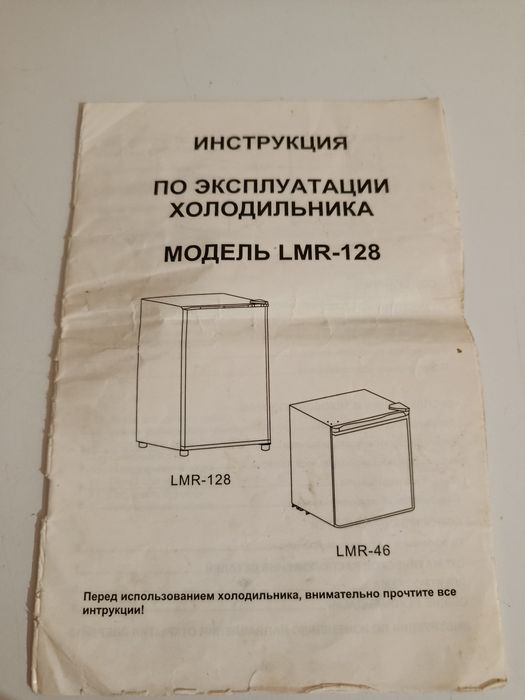 ИНСТРУКЦИЯ
ПО ЭКСПЛУАТАЦИИ
ХОЛОДИЛЬНИКА
МОДЕЛЬ LMR-128
LMR-128
LMR-46
Перед использованием холодильника, внимательно прочтите все
интрукции!